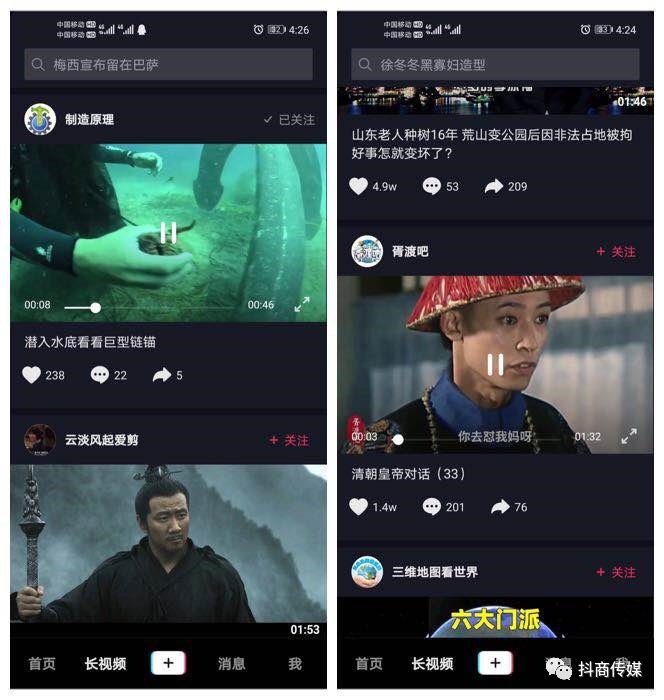 中国移动 HD
中国移动 HD
4G
4G
82
4:26
梅西宣布留在巴萨
制造原理
已关注
00:08
00:46
潜入水底看看巨型链锚
238
22
5
云淡风起爱剪
+ 关注
01:53
首页
长视频
消息
我
中国移动 HD
中国移动 HD
4G
4G
83
4:24
徐冬冬黑寡妇造型
01:46
山东老人种树16年 荒山变公园后因非法占地被拘
好事怎就变坏了？
4.9w
53
209
胥渡吧
+ 关注
胥渡
00:03
你去怼我妈呀
01:32
清朝皇帝对话（33）
1.4w
201
76
三维地图看世界
+ 关注
六大门派
首页
长视频
抖商传媒